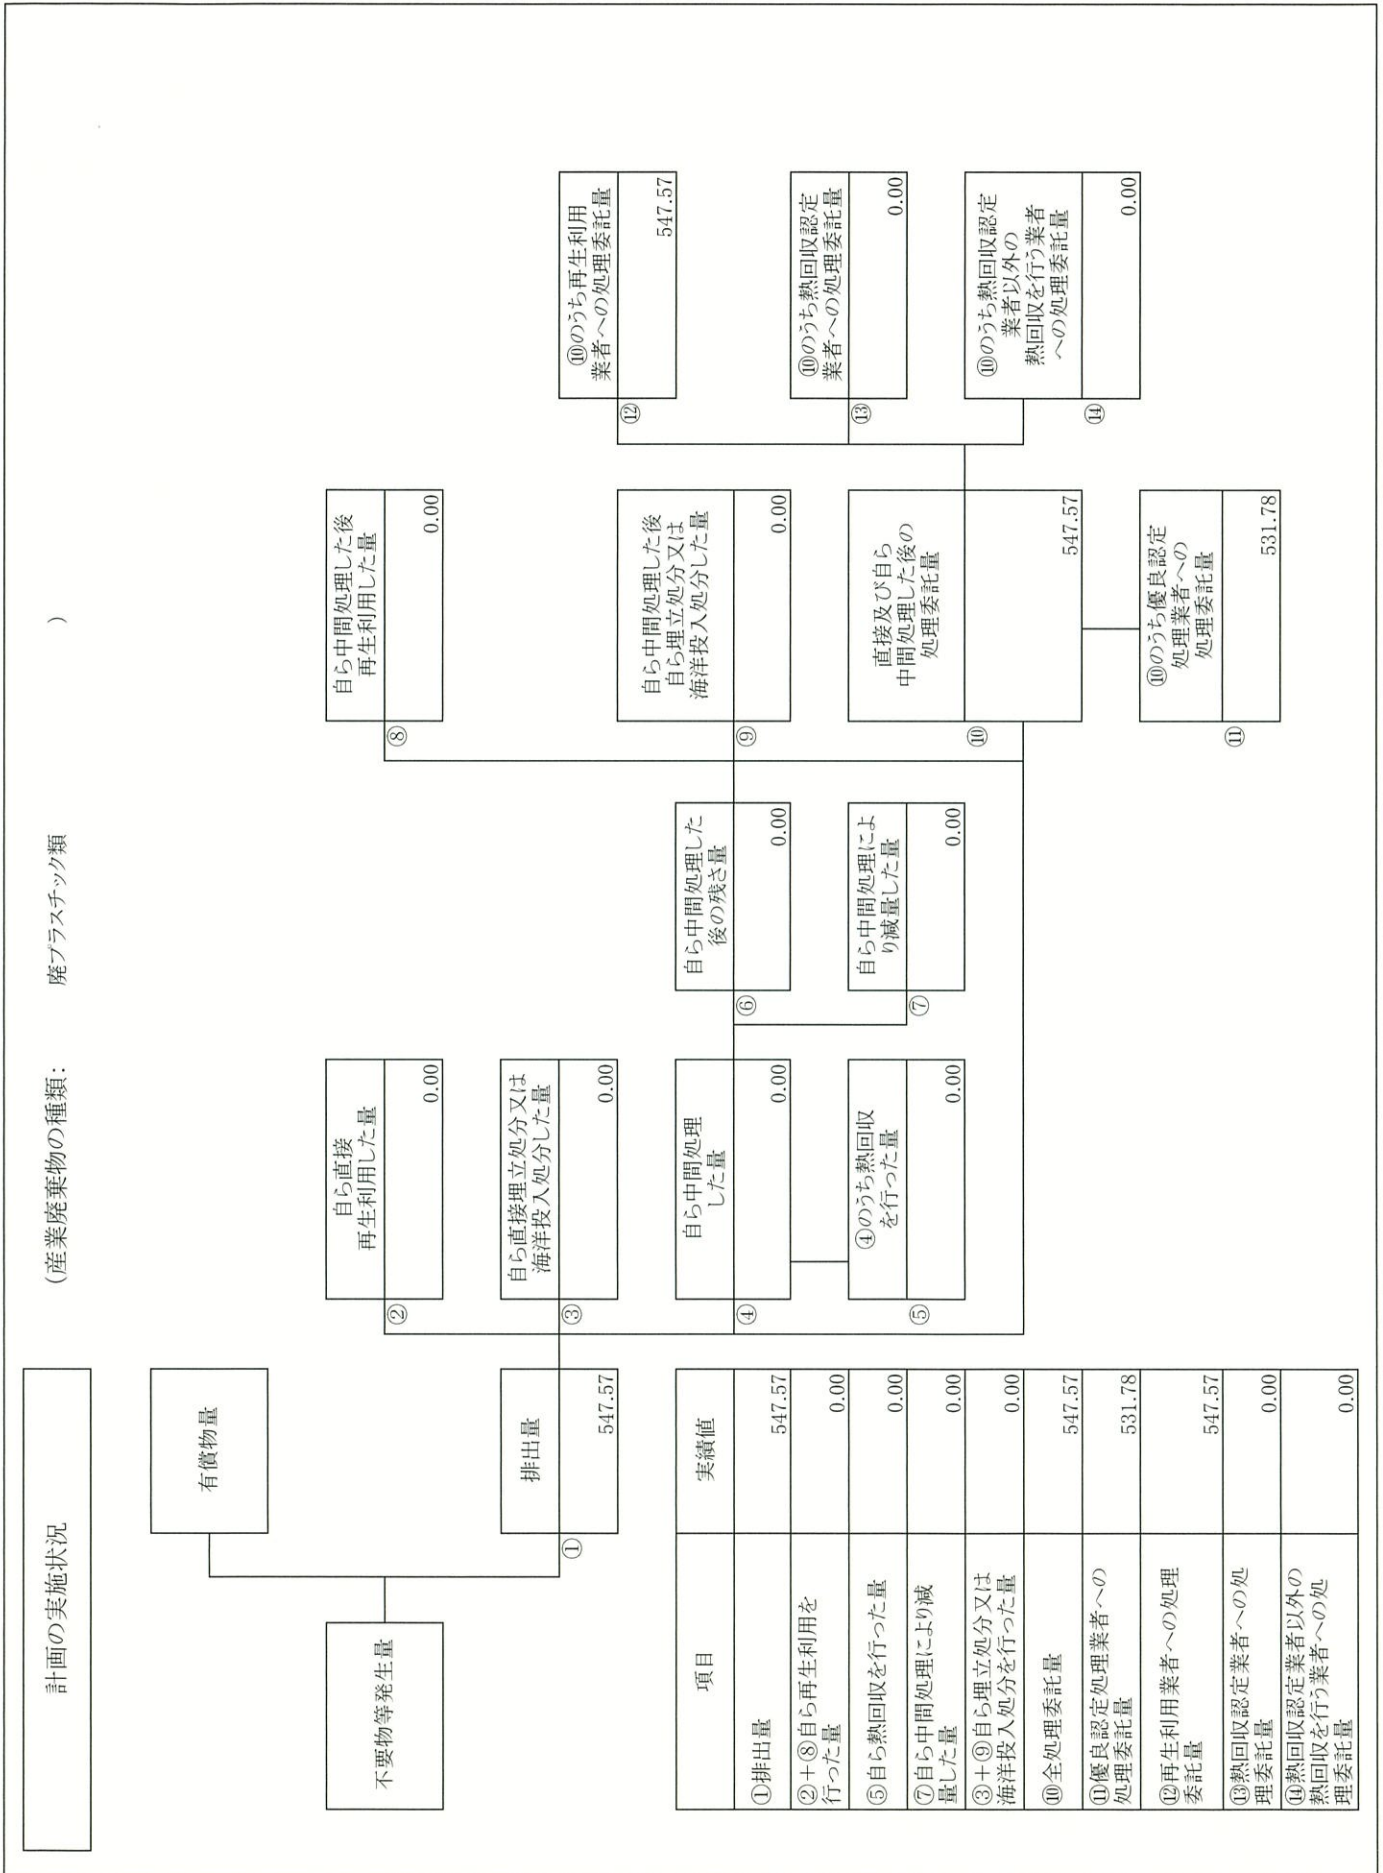 計画の実施状況
(産業廃棄物の種類: 廃プラスチック類 )
不要物等発生量
有償物量
①
排出量
547.57
②
自ら直接
再生利用した量
0.00
③
自ら直接埋立処分又は
海洋投入処分した量
0.00
④
自ら中間処理
した量
0.00
⑤
④のうち熱回収
を行った量
0.00
⑥
自ら中間処理した
後の残さ量
0.00
⑦
自ら中間処理によ
り減量した量
0.00
⑧
自ら中間処理した後
再生利用した量
0.00
⑨
自ら中間処理した後
自ら埋立処分又は
海洋投入処分した量
0.00
⑩
直接及び自ら
中間処理した後の
処理委託量
547.57
⑪
⑩のうち優良認定
処理業者への
処理委託量
531.78
⑫
⑩のうち再生利用
業者への処理委託量
547.57
⑬
⑩のうち熱回収認定
業者への処理委託量
0.00
⑭
⑩のうち熱回収認定
業者以外の
熱回収を行う業者
への処理委託量
0.00
項目 実績値
①排出量 547.57
②+⑧自ら再生利用を
行った量 0.00
⑤自ら熱回収を行った量 0.00
⑦自ら中間処理により減
量した量 0.00
③+⑨自ら埋立処分又は
海洋投入処分を行った量 0.00
⑩全処理委託量 547.57
⑪優良認定処理業者への
処理委託量 531.78
⑫再生利用業者への処理
委託量 547.57
⑬熱回収認定業者への処
理委託量 0.00
⑭熱回収認定業者以外の
熱回収を行う業者への処
理委託量 0.00